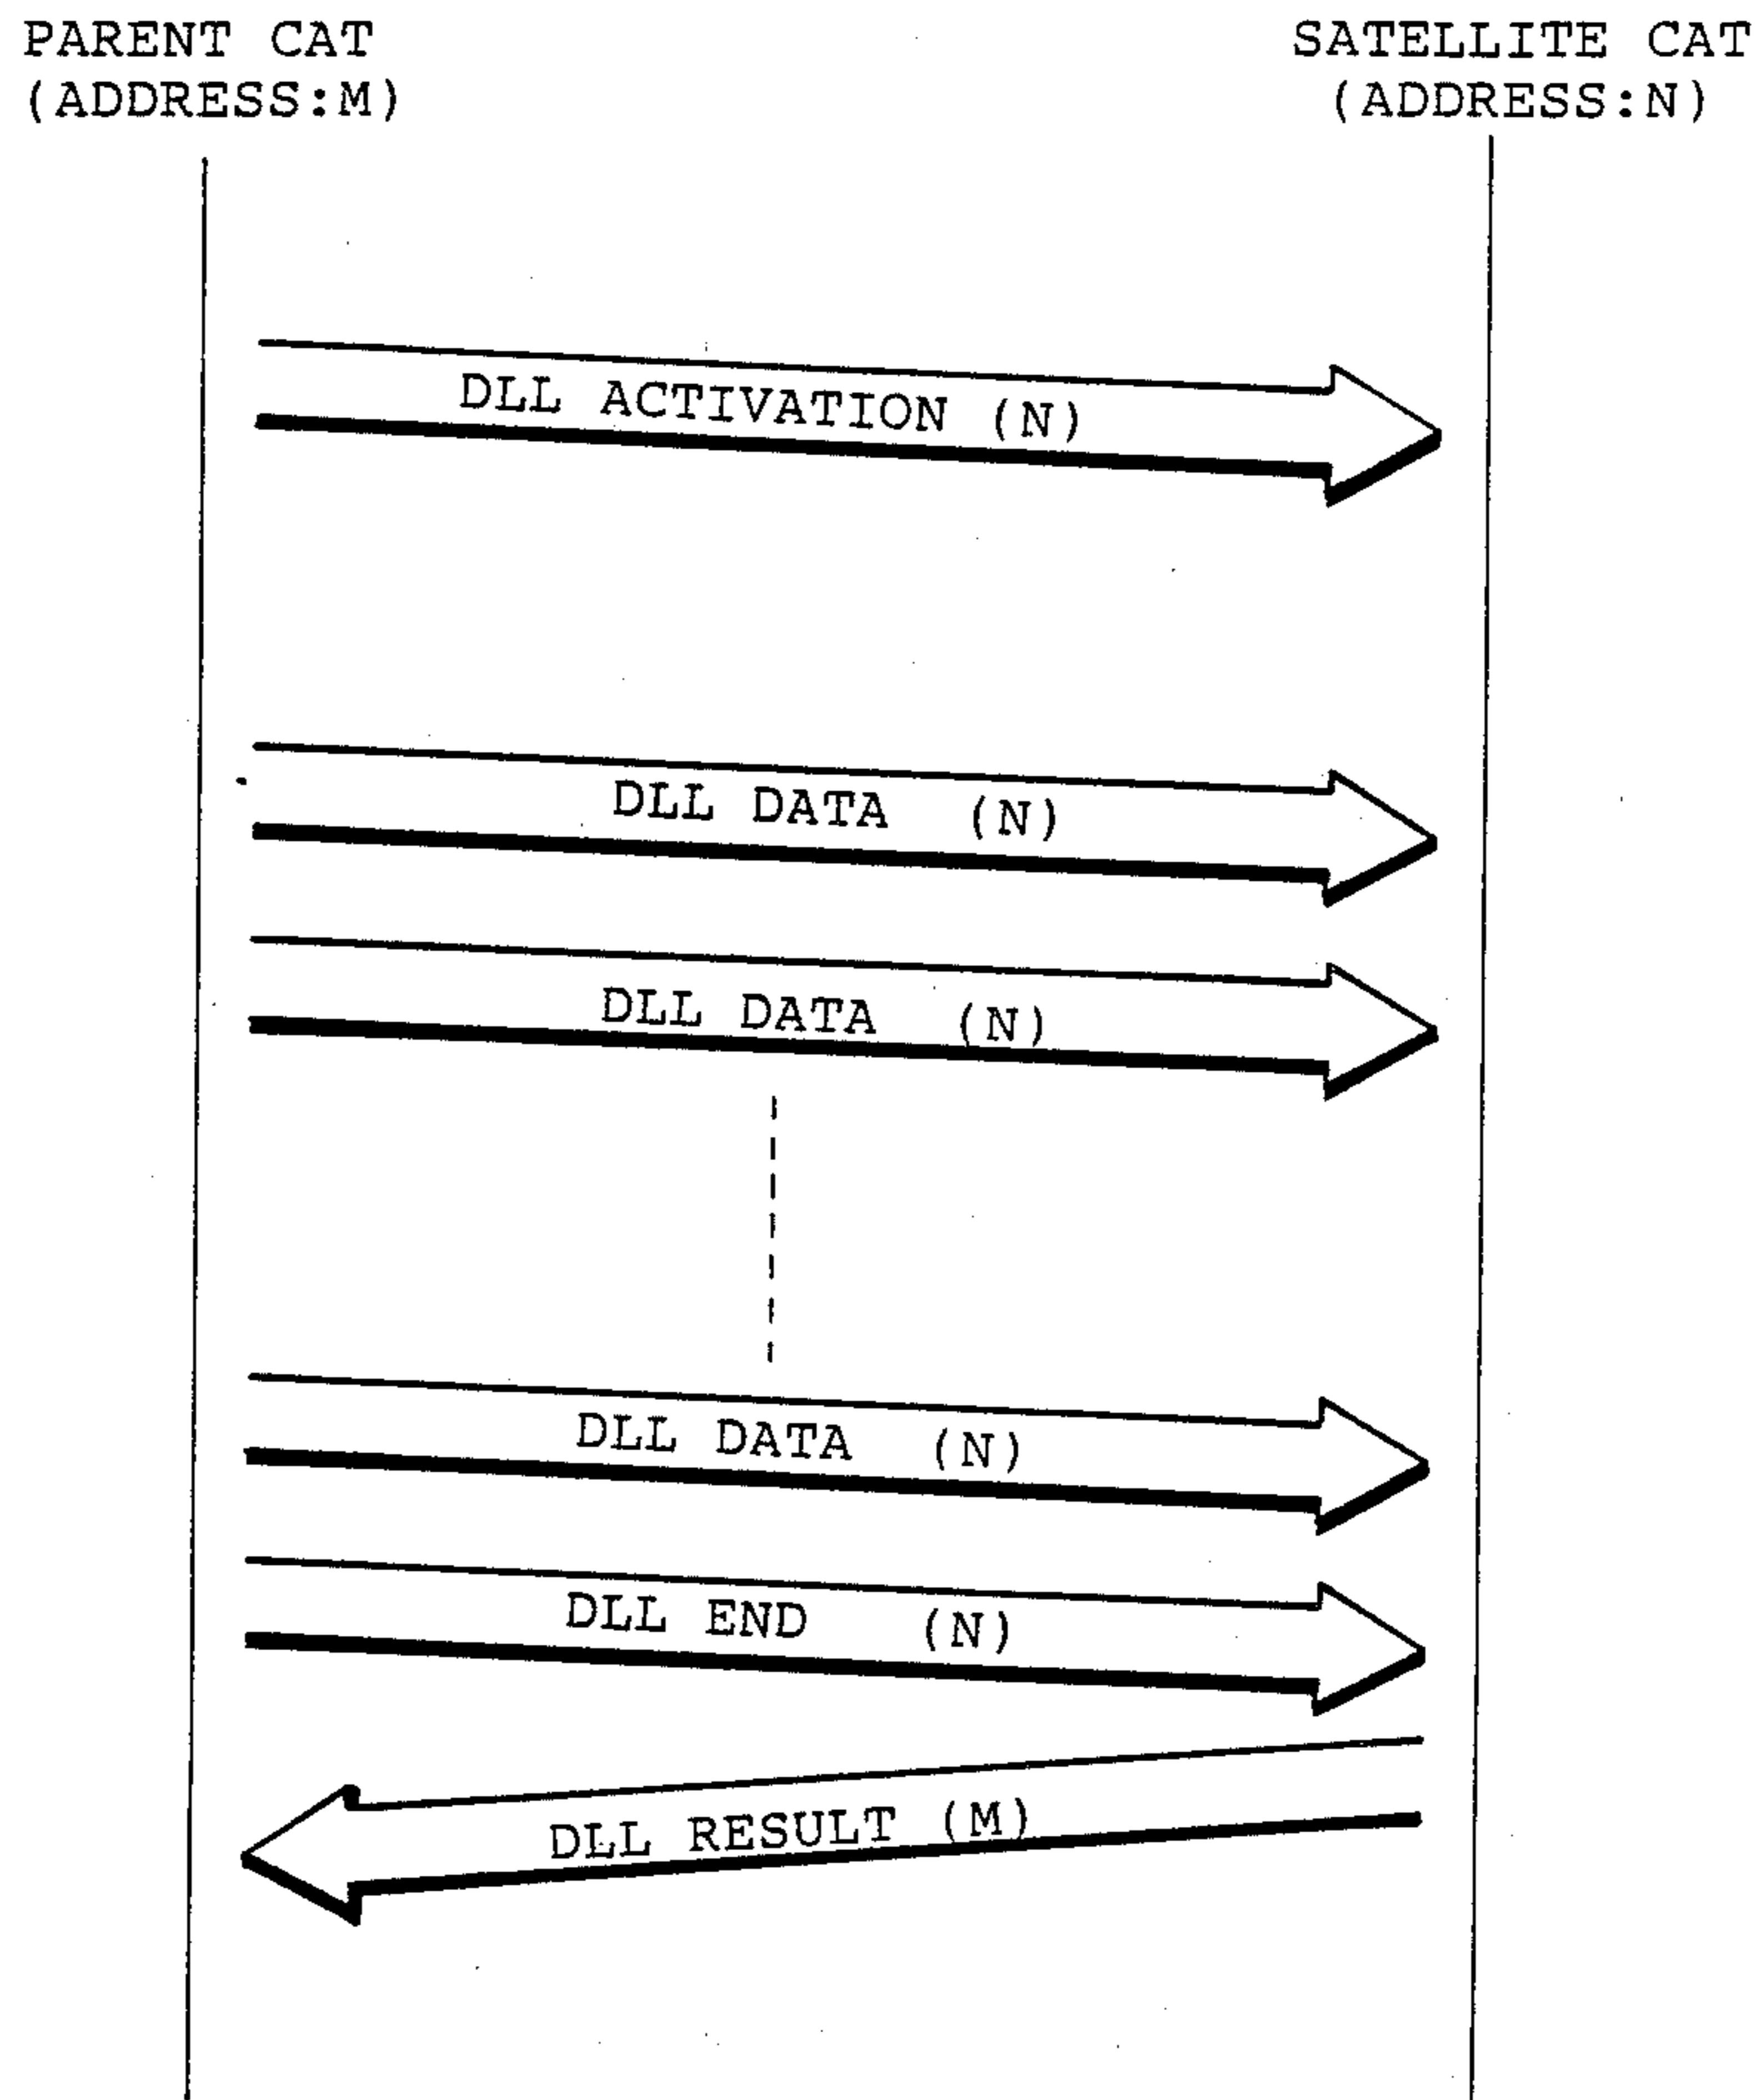 PARENT CAT
(ADDRESS:M)
SATELLITE CAT
(ADDRESS:N)
DLL ACTIVATION (N)
DLL DATA (N)
DLL DATA (N)
DLL DATA (N)
DLL END (N)
DLL RESULT (M)